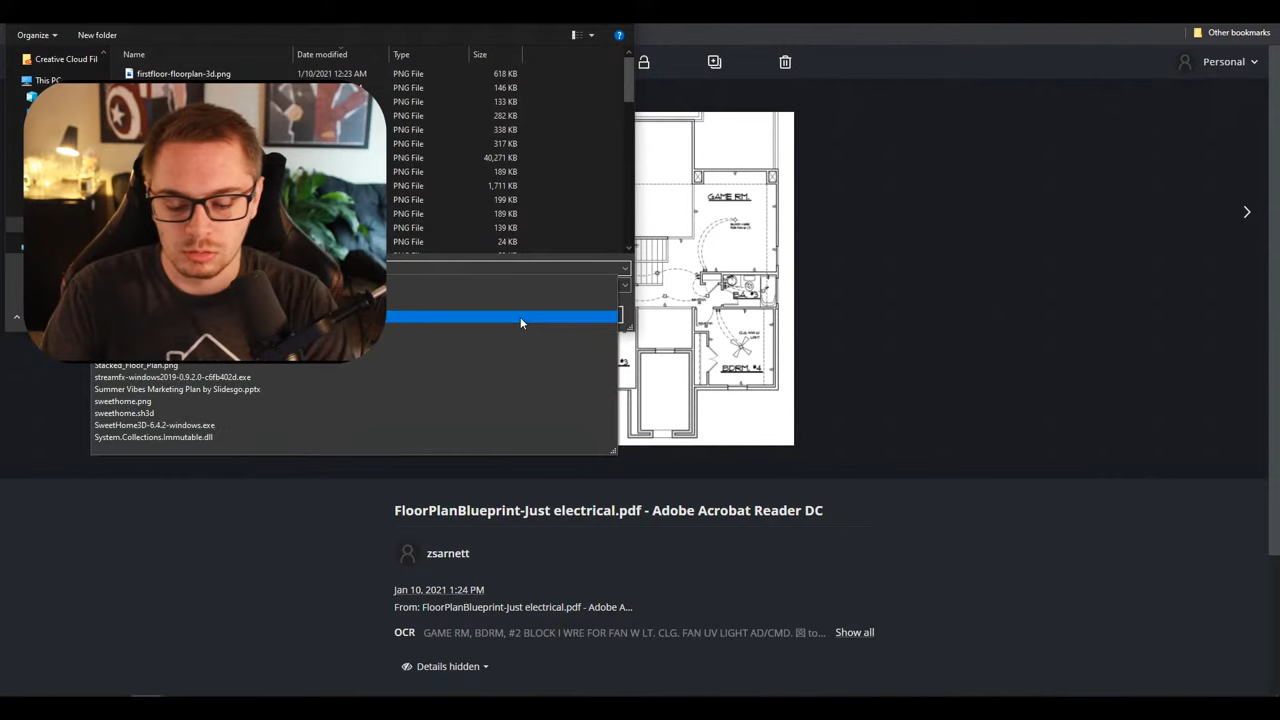 Organize
New folder
Other bookmarks
Name
Date modified
Type
Size
Creative Cloud Fil
This PC
firstfloor-floorplan-3d.png
1/10/2021 12:23 AM
PNG File
618 KB
PNG File
146 KB
PNG File
133 KB
PNG File
282 KB
PNG File
338 KB
PNG File
317 KB
PNG File
40,271 KB
PNG File
189 KB
PNG File
1,711 KB
PNG File
199 KB
PNG File
189 KB
PNG File
139 KB
PNG File
24 KB
Personal
GAME RM.
BDRM. #4
Stacked_Floor_Plan.png
streamfx-windows2019-0.9.2.0-c6fb402d.exe
Summer Vibes Marketing Plan by Slidesgo.pptx
sweethome.png
sweethome.sh3d
SweetHome3D-6.4.2-windows.exe
System.Collections.Immutable.dll
FloorPlanBlueprint-Just electrical.pdf - Adobe Acrobat Reader DC
zsarnett
Jan 10, 2021 1:24 PM
From: FloorPlanBlueprint-Just electrical.pdf - Adobe A...
OCR
GAME RM, BDRM, #2 BLOCK I WRE FOR FAN W LT. CLG. FAN UV LIGHT AD/CMD. 図 to...
Show all
Details hidden